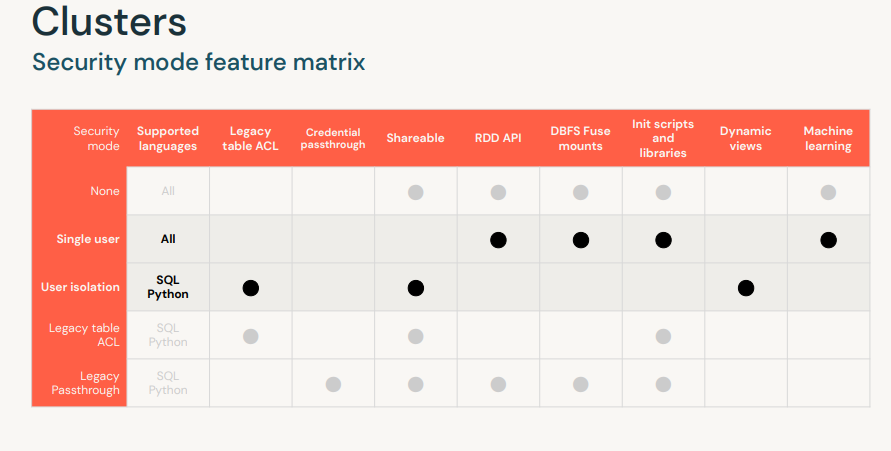 Clusters
Security mode feature matrix
Security mode
Supported languages
Legacy table ACL
Credential passthrough
Shareable
RDD API
DBFS Fuse mounts
Init scripts and libraries
Dynamic views
Machine learning
None
All
Single user
All
User isolation
SQL
Python
Legacy table ACL
SQL
Python
Legacy Passthrough
SQL
Python